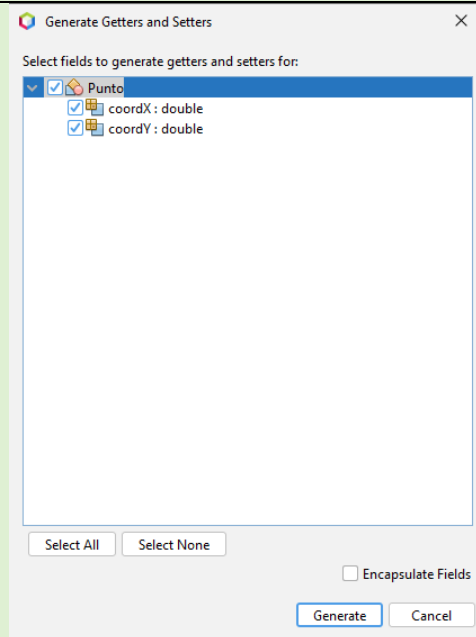 Generate Getters and Setters
Select fields to generate getters and setters for:
Punto
coordX : double
coordY : double
Select All Select None
Encapsulate Fields
Generate Cancel